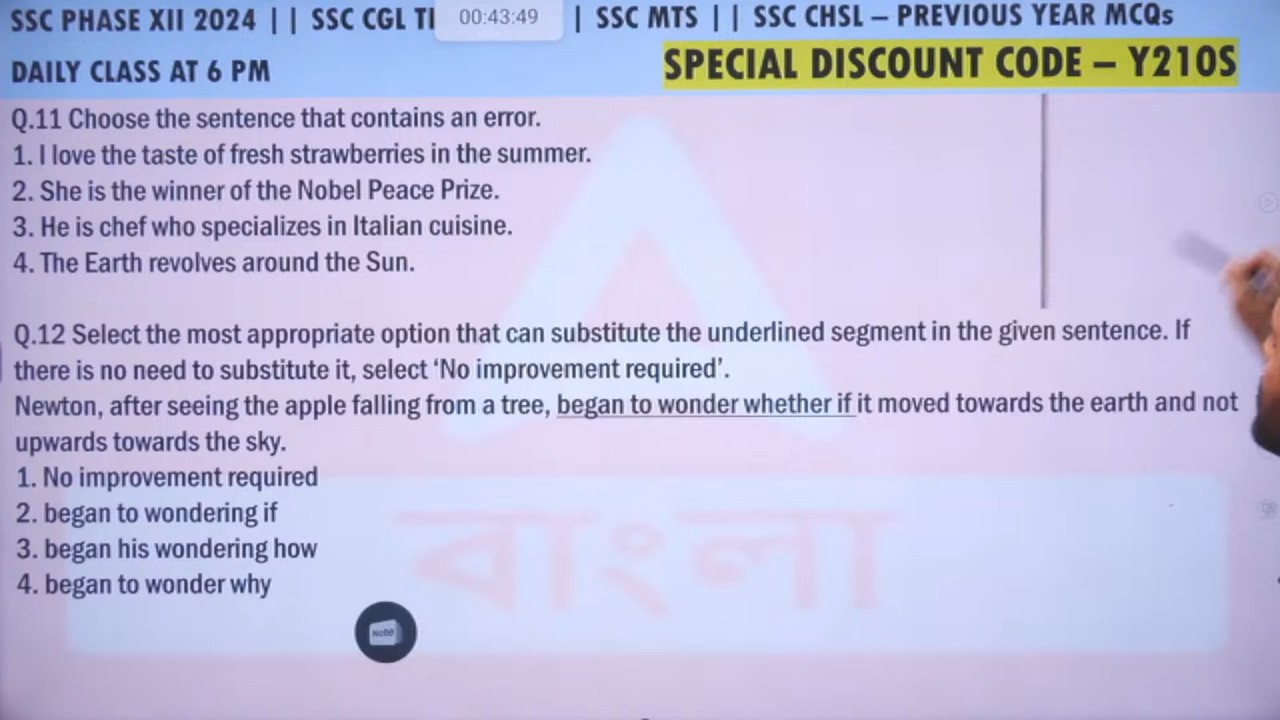 SSC PHASE XII 2024 || SSC CGL TI 00:43:49 | SSC MTS || SSC CHSL – PREVIOUS YEAR MCQs
DAILY CLASS AT 6 PM SPECIAL DISCOUNT CODE – Y210S
Q.11 Choose the sentence that contains an error.
1. I love the taste of fresh strawberries in the summer.
2. She is the winner of the Nobel Peace Prize.
3. He is chef who specializes in Italian cuisine.
4. The Earth revolves around the Sun.
Q.12 Select the most appropriate option that can substitute the underlined segment in the given sentence. If
there is no need to substitute it, select ‘No improvement required’.
Newton, after seeing the apple falling from a tree, began to wonder whether if it moved towards the earth and not
upwards towards the sky.
1. No improvement required
2. began to wondering if
3. began his wondering how
4. began to wonder why
বাংলা
Note